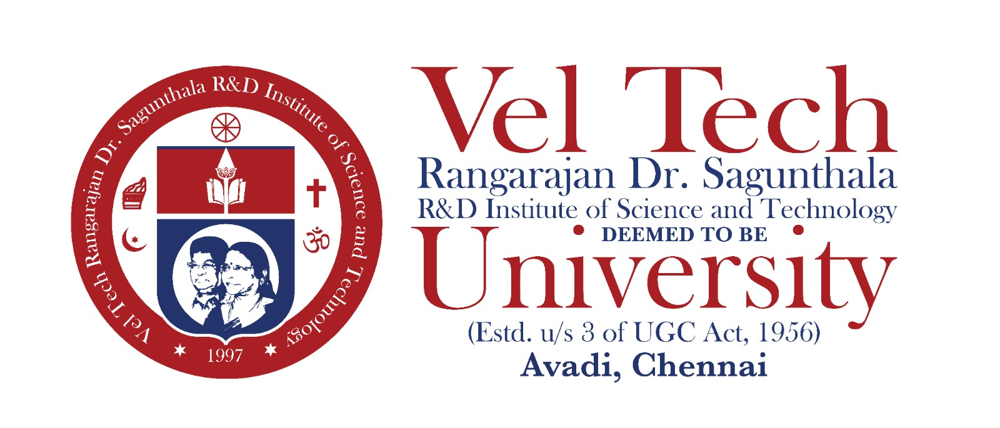 Vel Tech Rangarajan Dr. Sagunthala R&D Institute of Science and Technology
1997
ॐ
Vel Tech
Rangarajan Dr. Sagunthala
R&D Institute of Science and Technology
DEEMED TO BE
University
(Estd. u/s 3 of UGC Act, 1956)
Avadi, Chennai